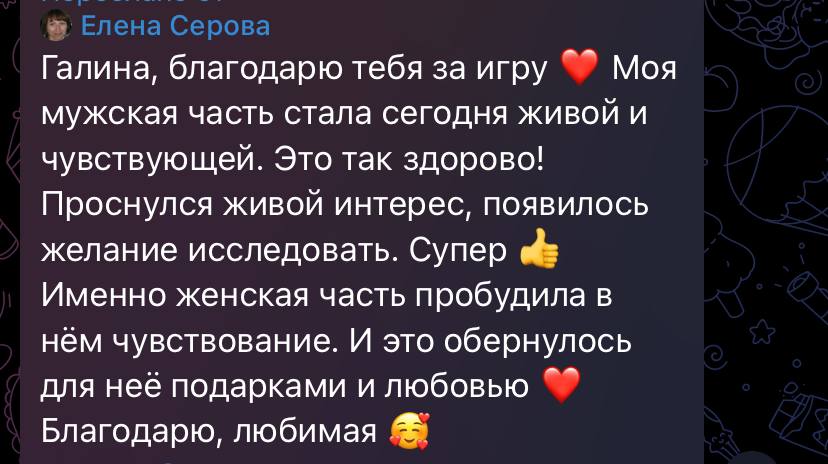 Елена Серова
Галина, благодарю тебя за игру ❤️ Моя
мужская часть стала сегодня живой и
чувствующей. Это так здорово!
Проснулся живой интерес, появилось
желание исследовать. Супер 👍
Именно женская часть пробудила в
нём чувствование. И это обернулось
для неё подарками и любовью ❤️
Благодарю, любимая 🥰